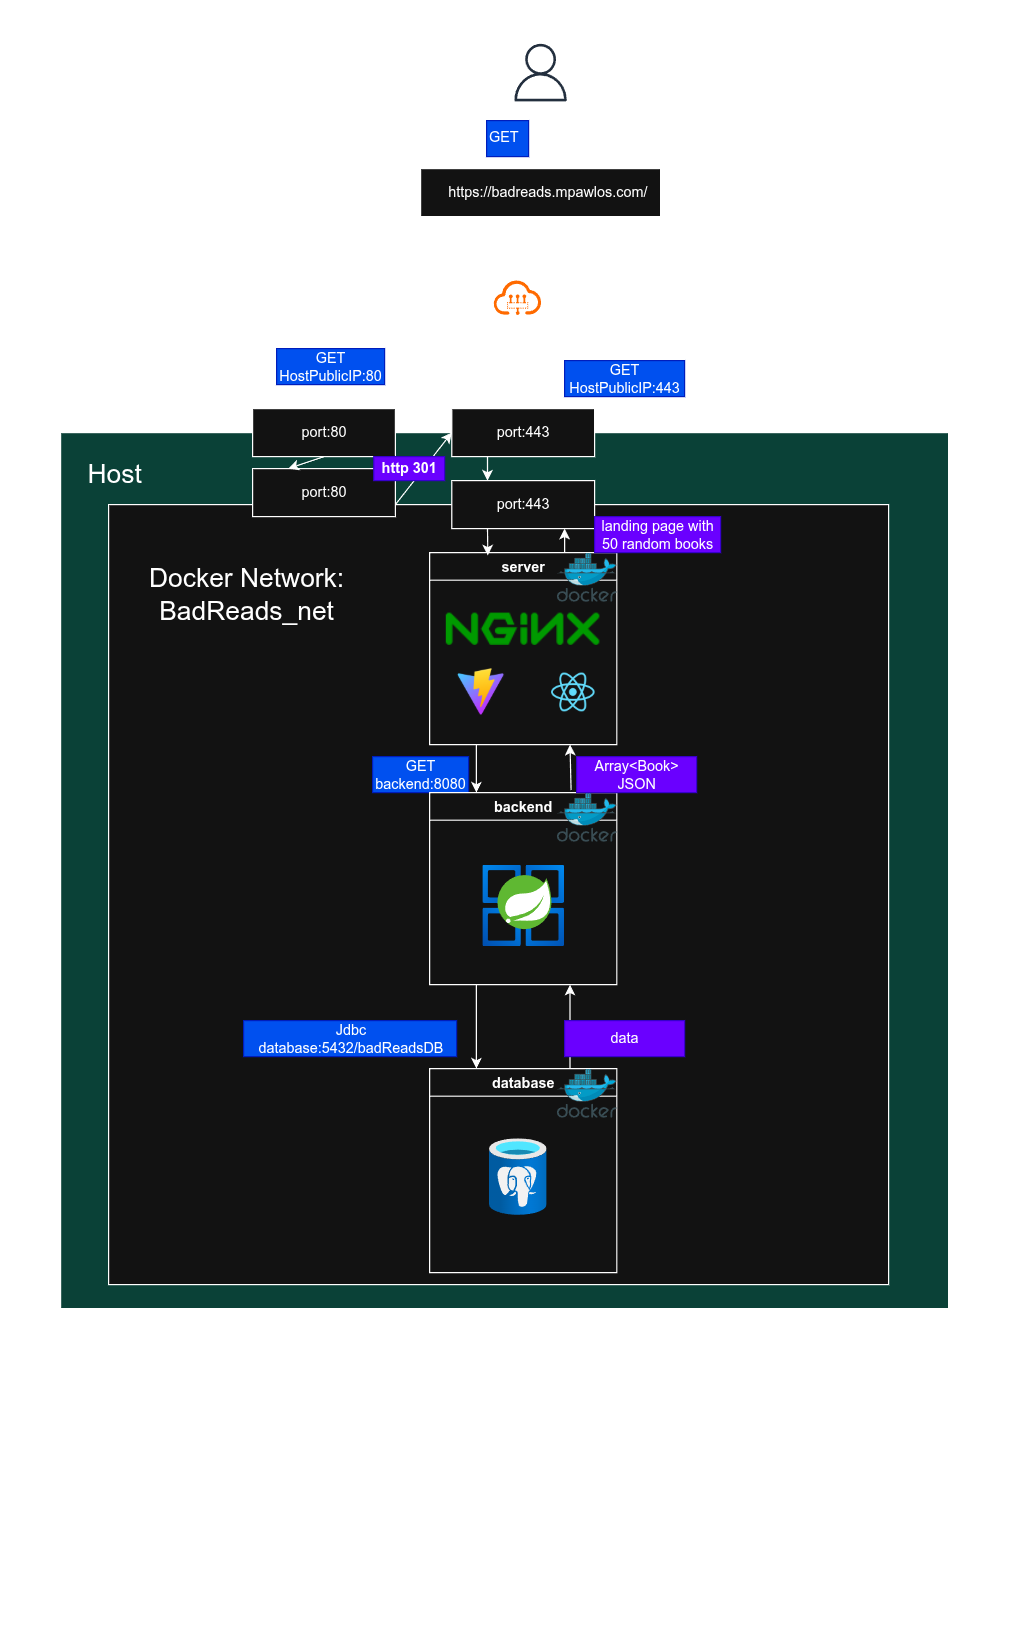 GET
https://badreads.mpawlos.com/
GET
HostPublicIP:80
GET
HostPublicIP:443
port:80
port:443
Host
http 301
port:80
port:443
landing page with
50 random books
Docker Network:
BadReads_net
server
docker
NGINX
GET
backend:8080
Array<Book>
JSON
backend
docker
Jdbc
database:5432/badReadsDB
data
database
docker